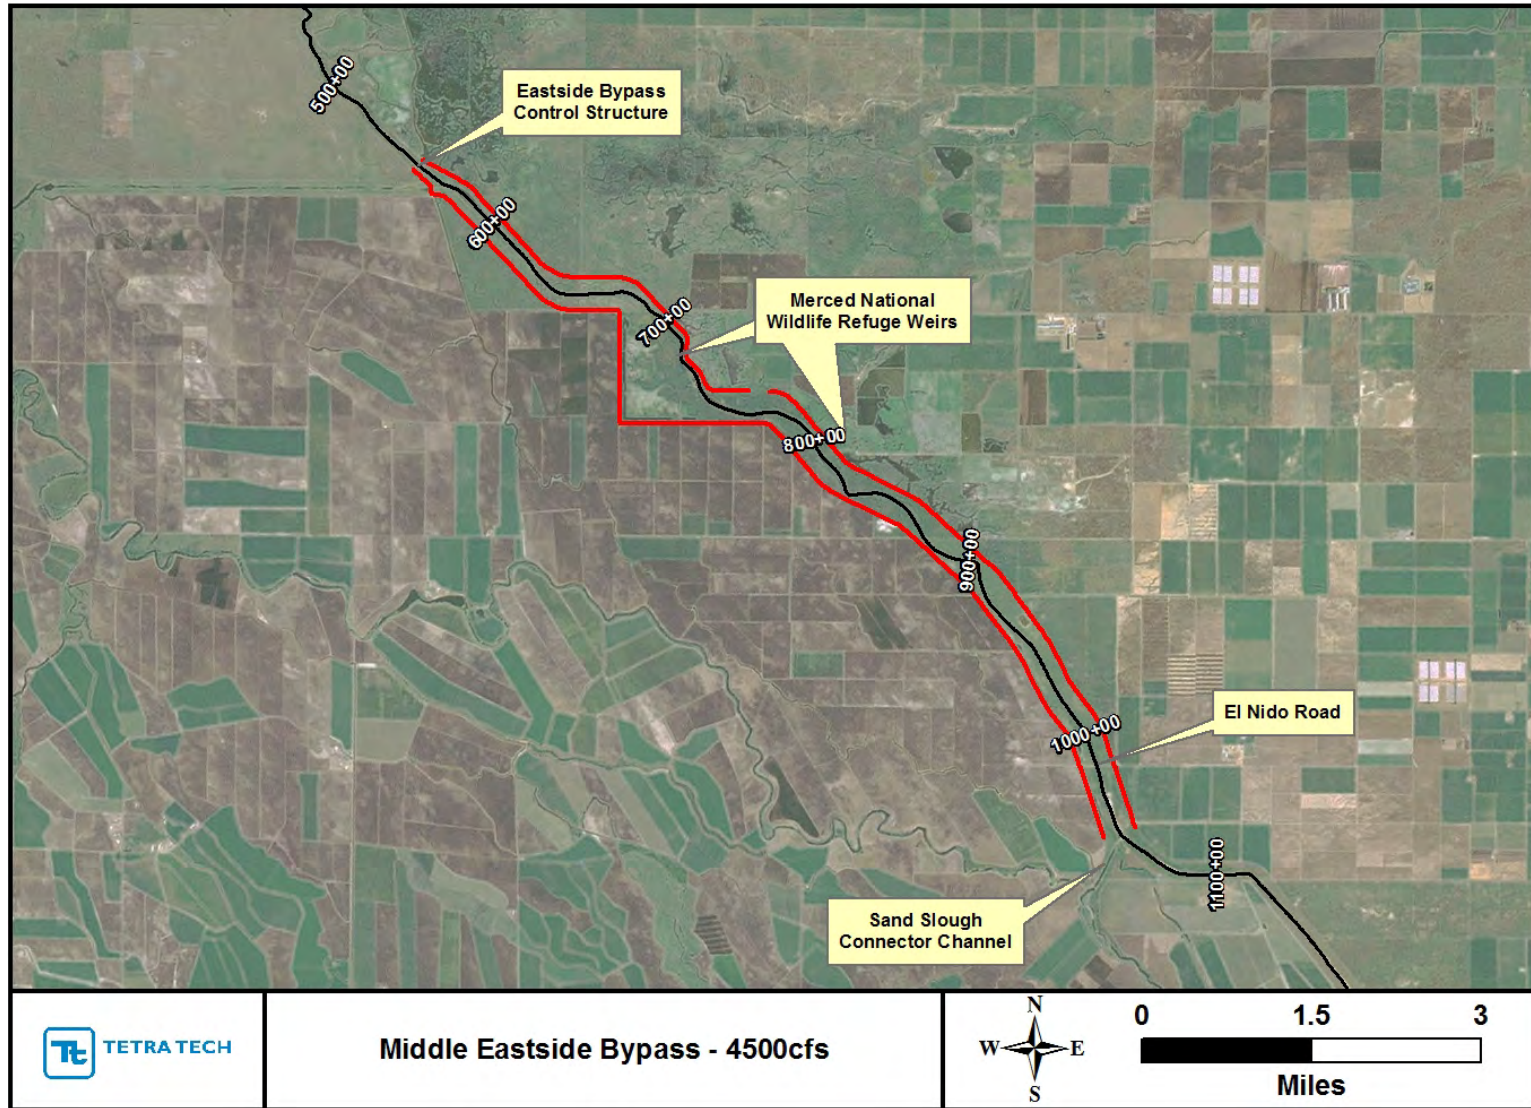 500+00
Eastside Bypass
Control Structure
600+00
Merced National
Wildlife Refuge Weirs
700+00
800+00
900+00
El Nido Road
1000+00
1100+00
Sand Slough
Connector Channel
Tt TETRA TECH
Middle Eastside Bypass - 4500cfs
N
W E
S
0 1.5 3
Miles